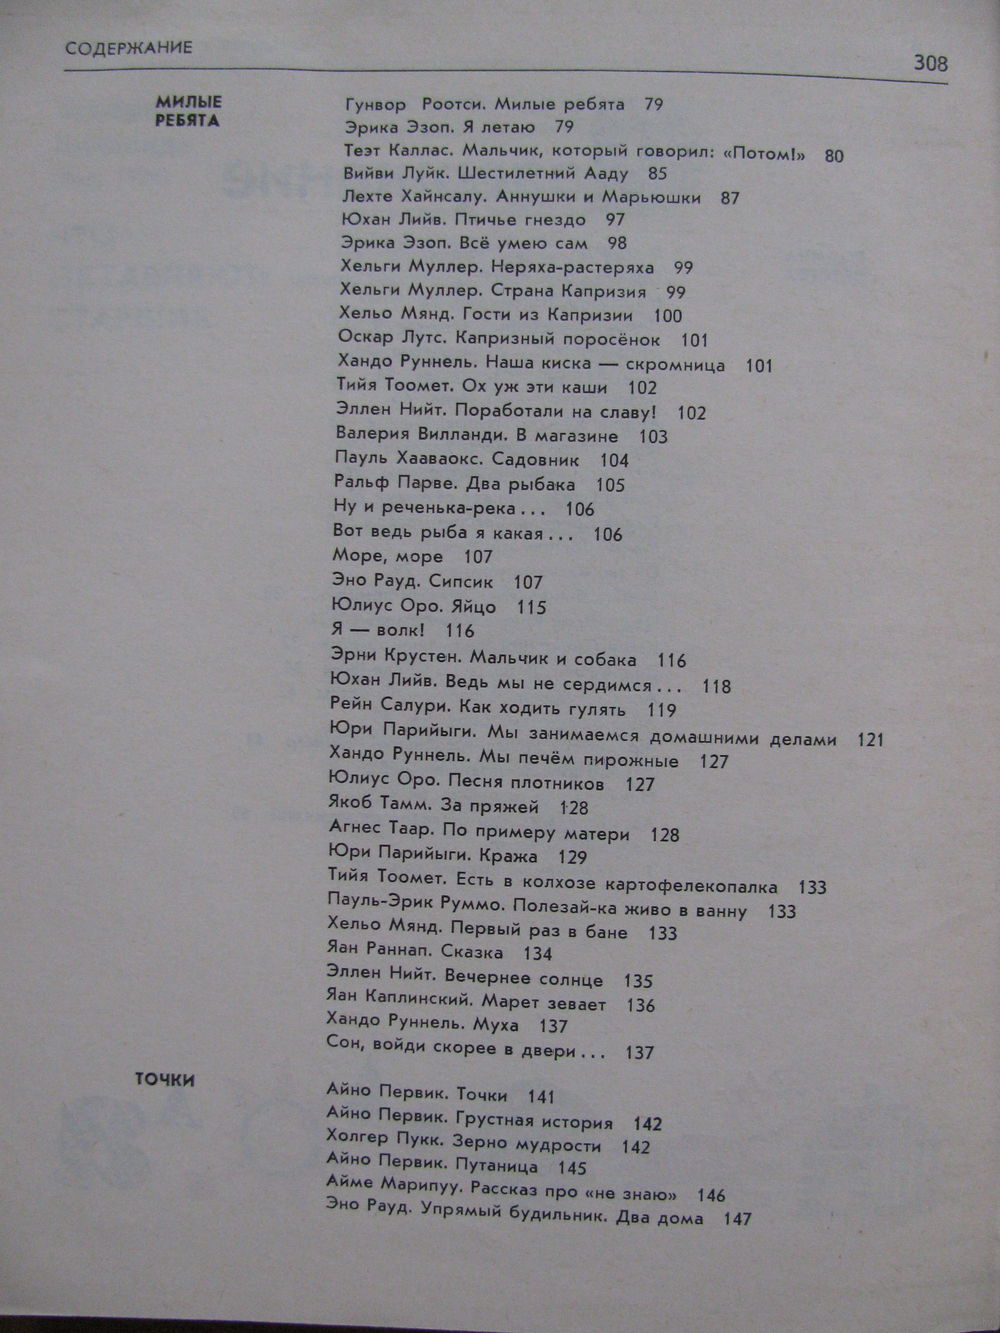 СОДЕРЖАНИЕ
308
МИЛЫЕ
РЕБЯТА
Гунвор Роотси. Милые ребята 79
Эрика Эзоп. Я летаю 79
Теэт Каллас. Мальчик, который говорил: «Потом!» 80
Вийви Луйк. Шестилетний Ааду 85
Лехте Хайнсалу. Аннушки и Марьюшки 87
Юхан Лийв. Птичье гнездо 97
Эрика Эзоп. Всё умею сам 98
Хельги Муллер. Неряха-растеряха 99
Хельги Муллер. Страна Капризия 99
Хельо Мянд. Гости из Капризии 100
Оскар Лутс. Капризный поросёнок 101
Хандо Руннель. Наша киска — скромница 101
Тийя Тоомет. Ох уж эти каши 102
Эллен Нийт. Поработали на славу! 102
Валерия Вилланди. В магазине 103
Пауль Хааваокс. Садовник 104
Ральф Парве. Два рыбака 105
Ну и реченька-река... 106
Вот ведь рыба я какая... 106
Море, море 107
Эно Рауд. Сипсик 107
Юлиус Оро. Яйцо 115
Я — волк! 116
Эрни Крустен. Мальчик и собака 116
Юхан Лийв. Ведь мы не сердимся... 118
Рейн Салури. Как ходить гулять 119
Юри Парийыги. Мы занимаемся домашними делами 121
Хандо Руннель. Мы печём пирожные 127
Юлиус Оро. Песня плотников 127
Якоб Тамм. За пряжей 128
Агнес Таар. По примеру матери 128
Юри Парийыги. Кража 129
Тийя Тоомет. Есть в колхозе картофелекопалка 133
Пауль-Эрик Руммо. Полезай-ка живо в ванну 133
Хельо Мянд. Первый раз в бане 133
Яан Раннап. Сказка 134
Эллен Нийт. Вечернее солнце 135
Яан Каплинский. Марет зевает 136
Хандо Руннель. Муха 137
Сон, войди скорее в двери... 137
ТОЧКИ
Айно Первик. Точки 141
Айно Первик. Грустная история 142
Холгер Пукк. Зерно мудрости 142
Айно Первик. Путаница 145
Айме Марипуу. Рассказ про «не знаю» 146
Эно Рауд. Упрямый будильник. Два дома 147